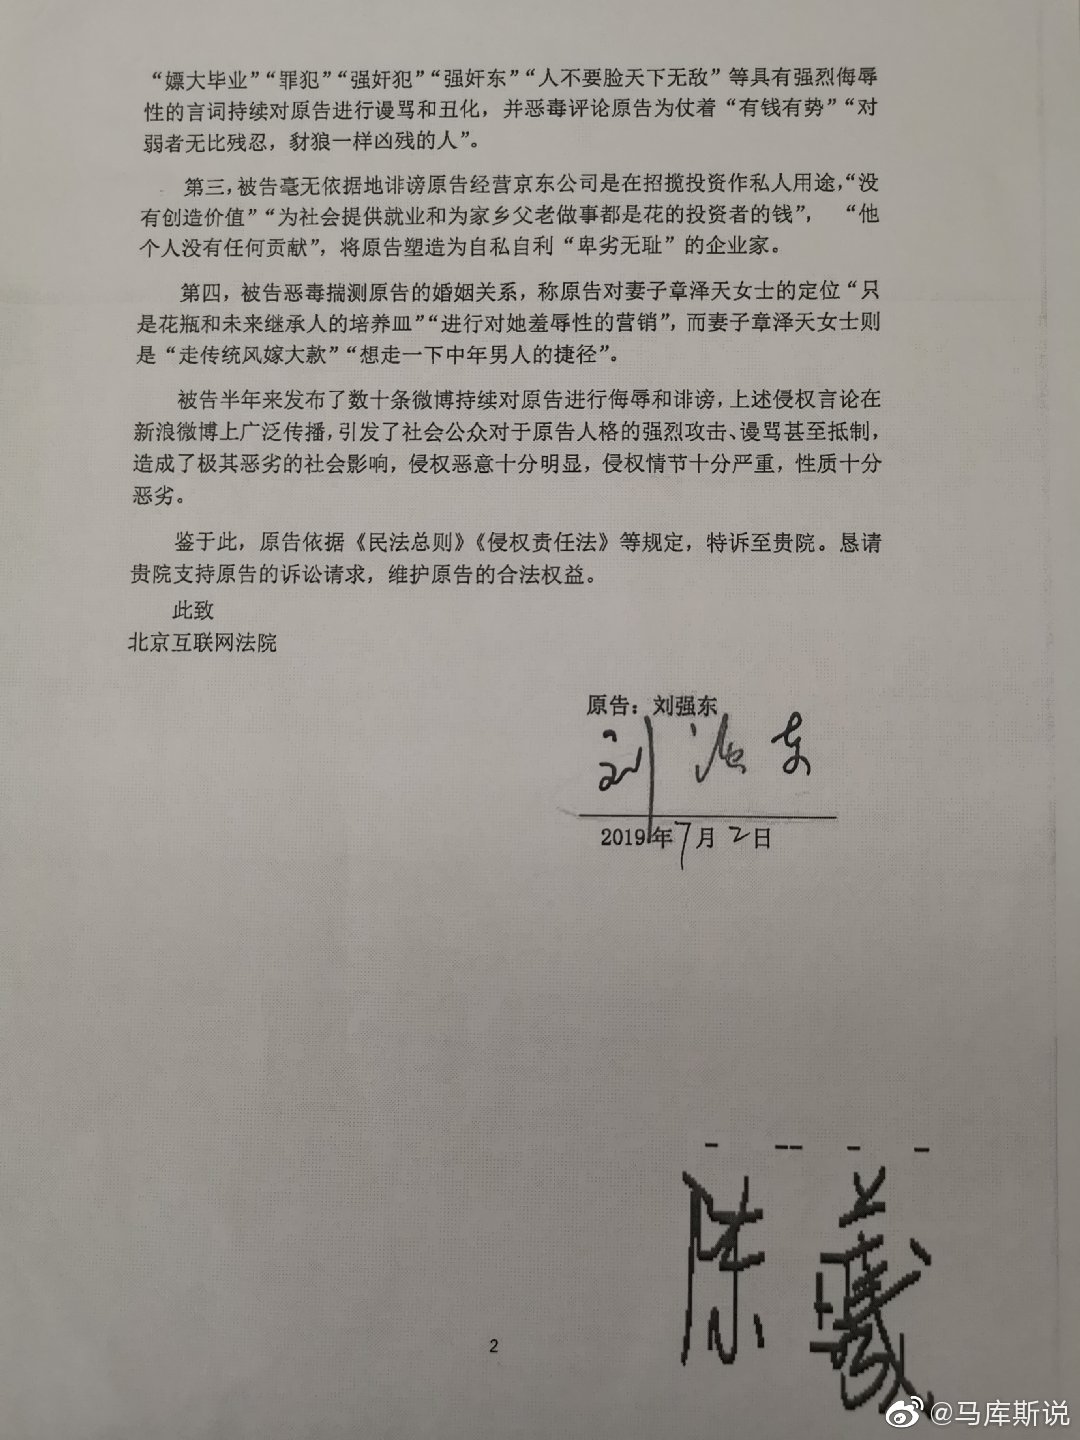 “嫖大毕业”“罪犯”“强奸犯”“强奸东”“人不要脸天下无敌”等具有强烈侮辱
性的言词持续对原告进行谩骂和丑化，并恶毒评论原告为仗着“有钱有势”“对
弱者无比残忍，豺狼一样凶残的人”。
第三，被告毫无依据地诽谤原告经营京东公司是在招揽投资作私人用途，“没
有创造价值”“为社会提供就业和为家乡父老做事都是花的投资者的钱”， “他
个人没有任何贡献”，将原告塑造为自私自利“卑劣无耻”的企业家。
第四，被告恶毒揣测原告的婚姻关系，称原告对妻子章泽天女士的定位“只
是花瓶和未来继承人的培养皿”“进行对她羞辱性的营销”，而妻子章泽天女士则
是“走传统风嫁大款”“想走一下中年男人的捷径”。
被告半年来发布了数十条微博持续对原告进行侮辱和诽谤，上述侵权言论在
新浪微博上广泛传播，引发了社会公众对于原告人格的强烈攻击、谩骂甚至抵制，
造成了极其恶劣的社会影响，侵权恶意十分明显，侵权情节十分严重，性质十分
恶劣。
鉴于此，原告依据《民法总则》《侵权责任法》等规定，特诉至贵院。恳请
贵院支持原告的诉讼请求，维护原告的合法权益。
此致
北京互联网法院
原告：刘强东
刘强东
2019年7月2日
陈曦
2
@马库斯说